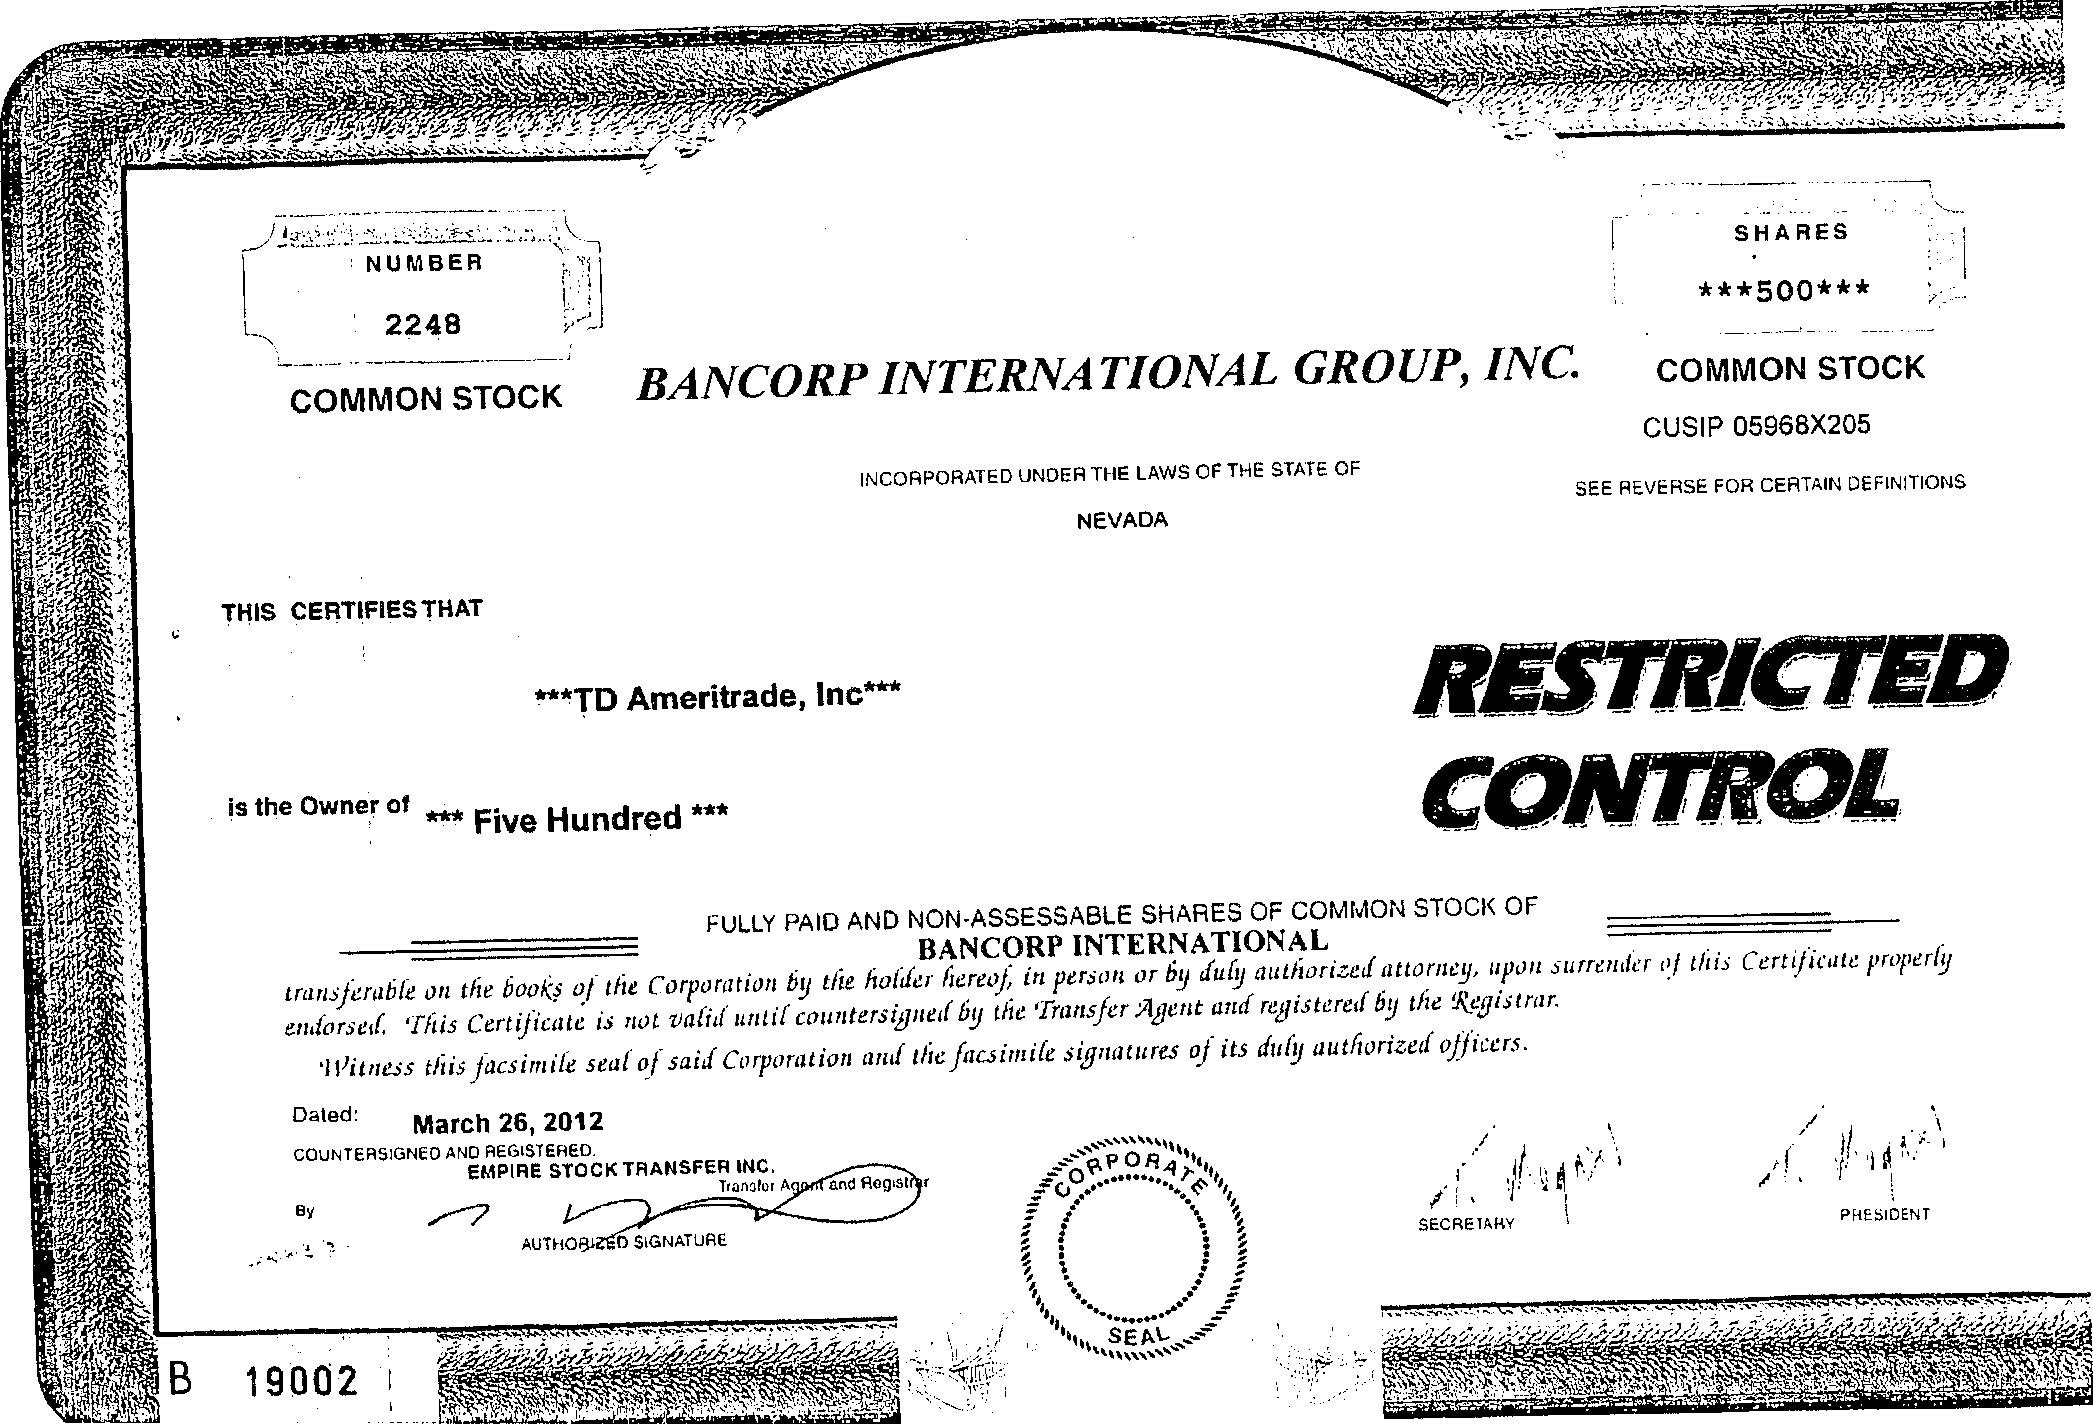 NUMBER
2248
COMMON STOCK
SHARES
***500***
BANCORP INTERNATIONAL GROUP, INC.
COMMON STOCK
CUSIP 05968X205
INCORPORATED UNDER THE LAWS OF THE STATE OF
NEVADA
SEE REVERSE FOR CERTAIN DEFINITIONS
THIS CERTIFIES THAT
***TD Ameritrade, Inc***
RESTRICTED
CONTROL
is the Owner of *** Five Hundred ***
FULLY PAID AND NON-ASSESSABLE SHARES OF COMMON STOCK OF
BANCORP INTERNATIONAL
transferable on the books of the Corporation by the holder hereof, in person or by duly authorized attorney, upon surrender of this Certificate properly
endorsed. This Certificate is not valid until countersigned by the Transfer Agent and registered by the Registrar.
Witness this facsimile seal of said Corporation and the facsimile signatures of its duly authorized officers.
Dated: March 26, 2012
COUNTERSIGNED AND REGISTERED.
EMPIRE STOCK TRANSFER INC.
Transfer Agent and Registrar
By
AUTHORIZED SIGNATURE
CORPORATE
SEAL
SECRETARY
PRESIDENT
B 19002